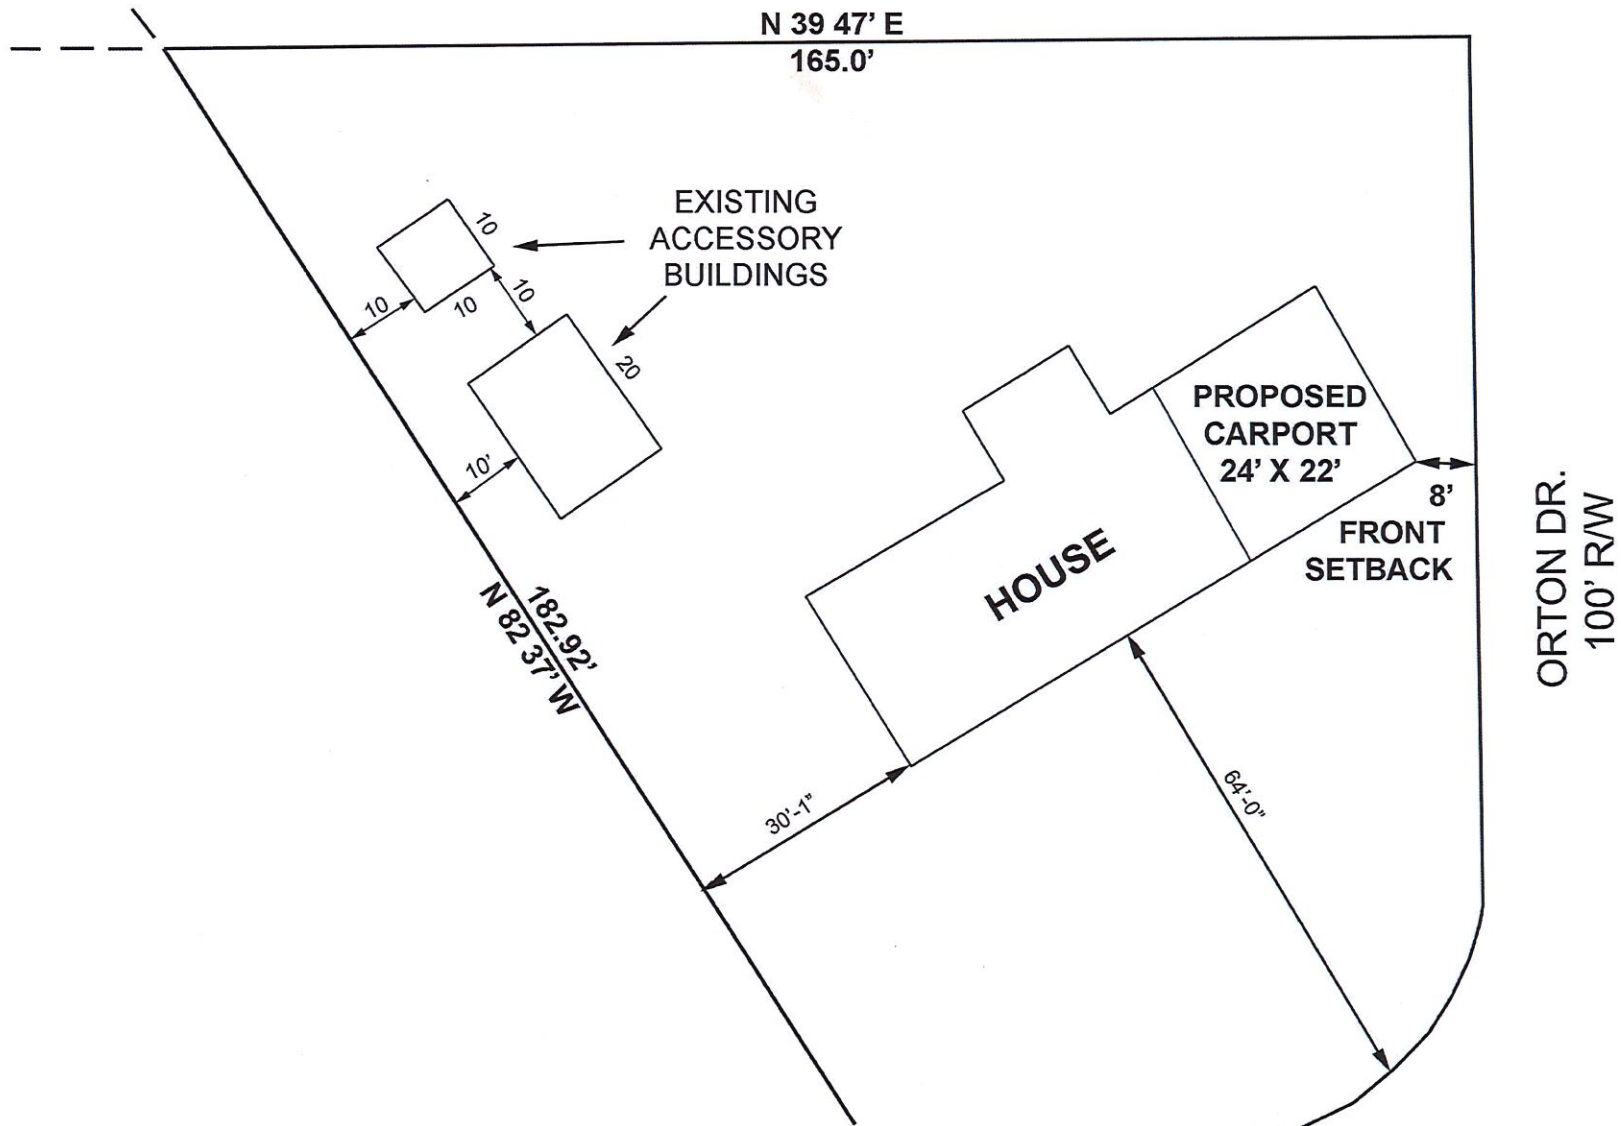 N 39 47’ E
165.0’
EXISTING
ACCESSORY
BUILDINGS
10
10
10
10
20
10’
PROPOSED
CARPORT
24’ X 22’
8’
FRONT
SETBACK
HOUSE
ORTON DR.
100’ R/W
182.92’
N 82 37’ W
30’-1”
64’-0”